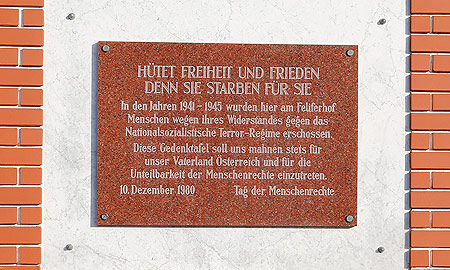 HÜTET FREIHEIT UND FRIEDEN
DENN SIE STARBEN FÜR SIE
In den Jahren 1941 - 1945 wurden hier am Feliferhof
Menschen wegen ihres Widerstandes gegen das
Nationalsozialistische Terror-Regime erschossen.
Diese Gedenktafel soll uns mahnen stets für
unser Vaterland Österreich und für die
Unteilbarkeit der Menschenrechte einzutreten.
10. Dezember 1980. Tag der Menschenrechte